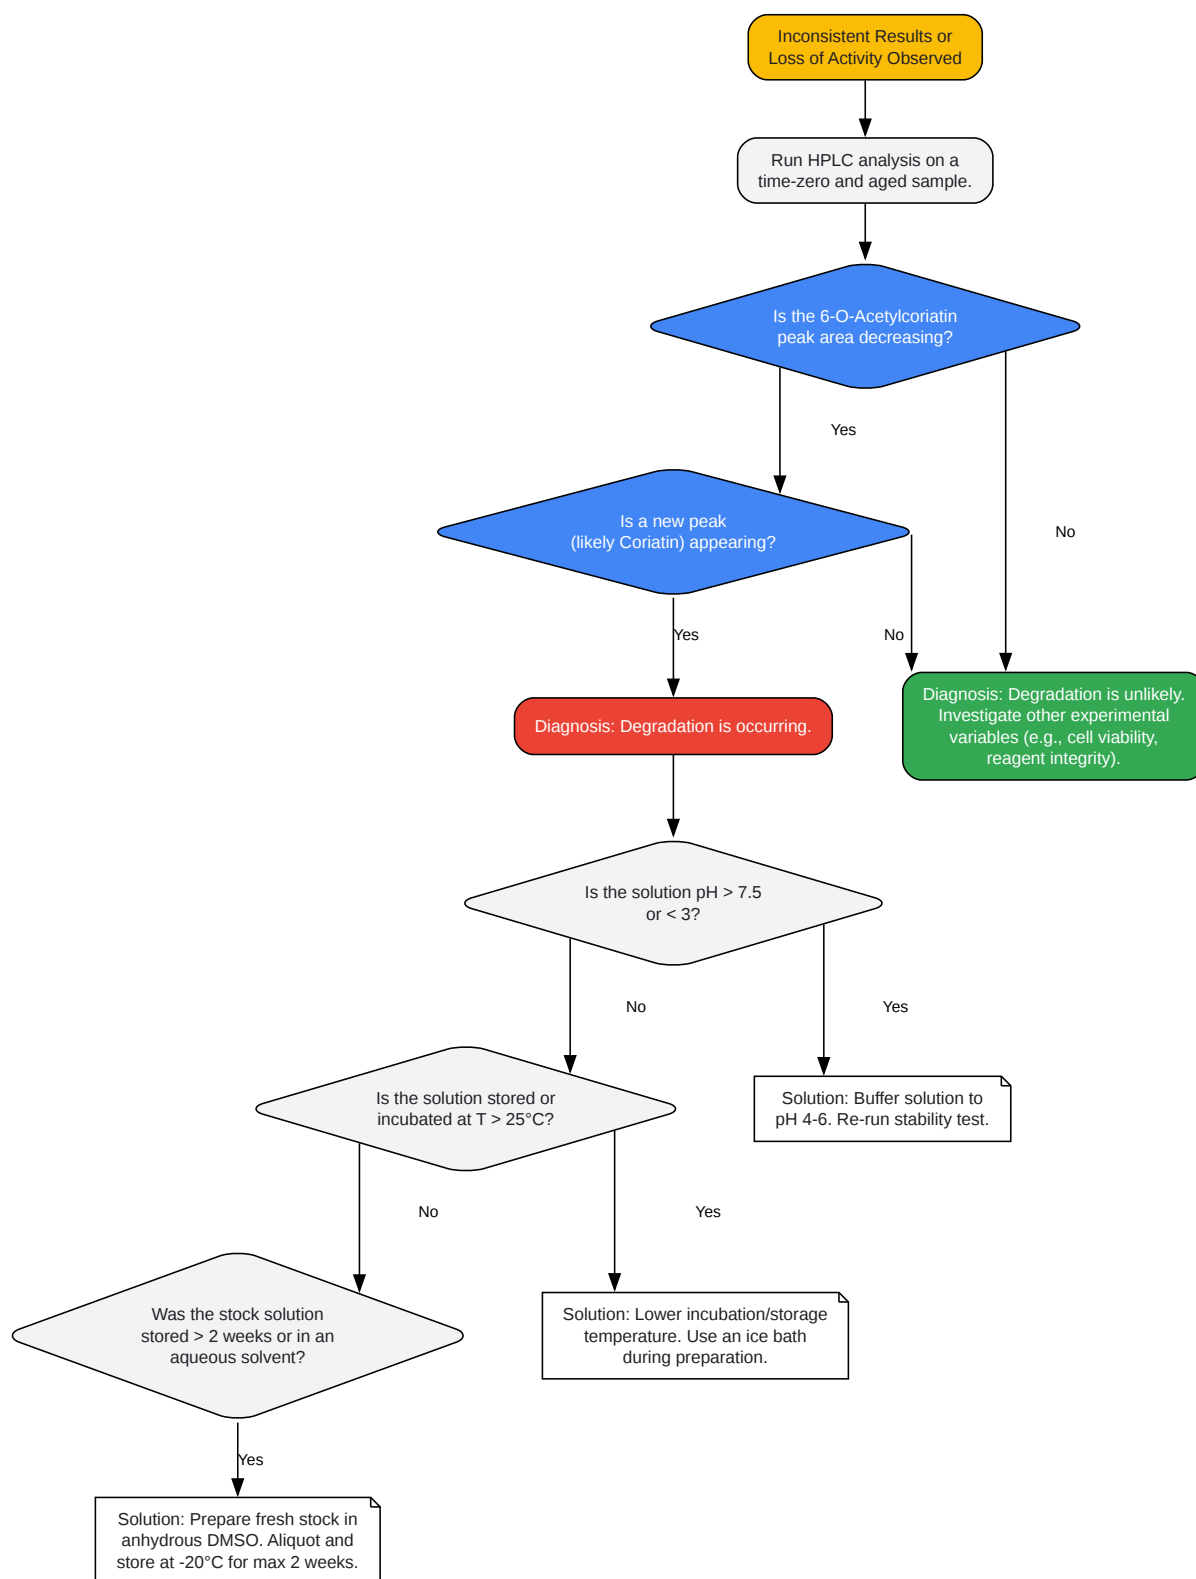 Inconsistent Results or
Loss of Activity Observed
Run HPLC analysis on a
time-zero and aged sample.
Is the 6-O-Acetylcoriatin
peak area decreasing?
Yes
No
Is a new peak
(likely Coriatin) appearing?
Yes
No
Diagnosis: Degradation is occurring.
Diagnosis: Degradation is unlikely.
Investigate other experimental
variables (e.g., cell viability,
reagent integrity).
Is the solution pH > 7.5
or < 3?
No
Yes
Is the solution stored or
incubated at T > 25°C?
Solution: Buffer solution to
pH 4-6. Re-run stability test.
No
Yes
Was the stock solution
stored > 2 weeks or in an
aqueous solvent?
Solution: Lower incubation/storage
temperature. Use an ice bath
during preparation.
Yes
Solution: Prepare fresh stock in
anhydrous DMSO. Aliquot and
store at -20°C for max 2 weeks.